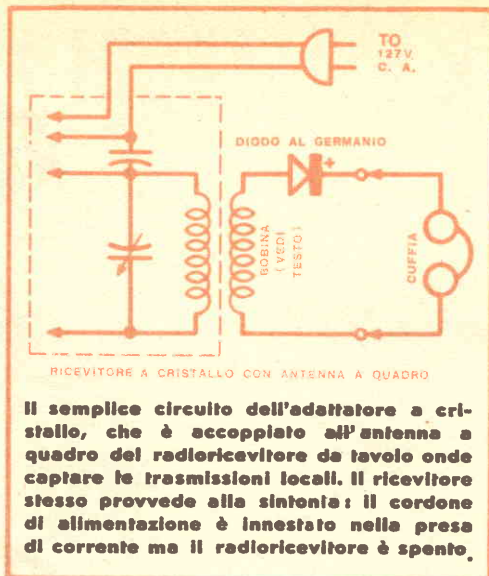 TO
127V.
C. A.
DIODO AL GERMANIO
+
BOBINA
(VEDI
TESTO)
CUFFIA
RICEVITORE A CRISTALLO CON ANTENNA A QUADRO
Il semplice circuito dell'adattatore a cri-
stallo, che è accoppiato all'antenna a
quadro del radioricevitore da tavolo onde
captare le trasmissioni locali. Il ricevitore
stesso provvede alla sintonia: il cordone
di alimentazione è innestato nella presa
di corrente ma il radioricevitore è spento.